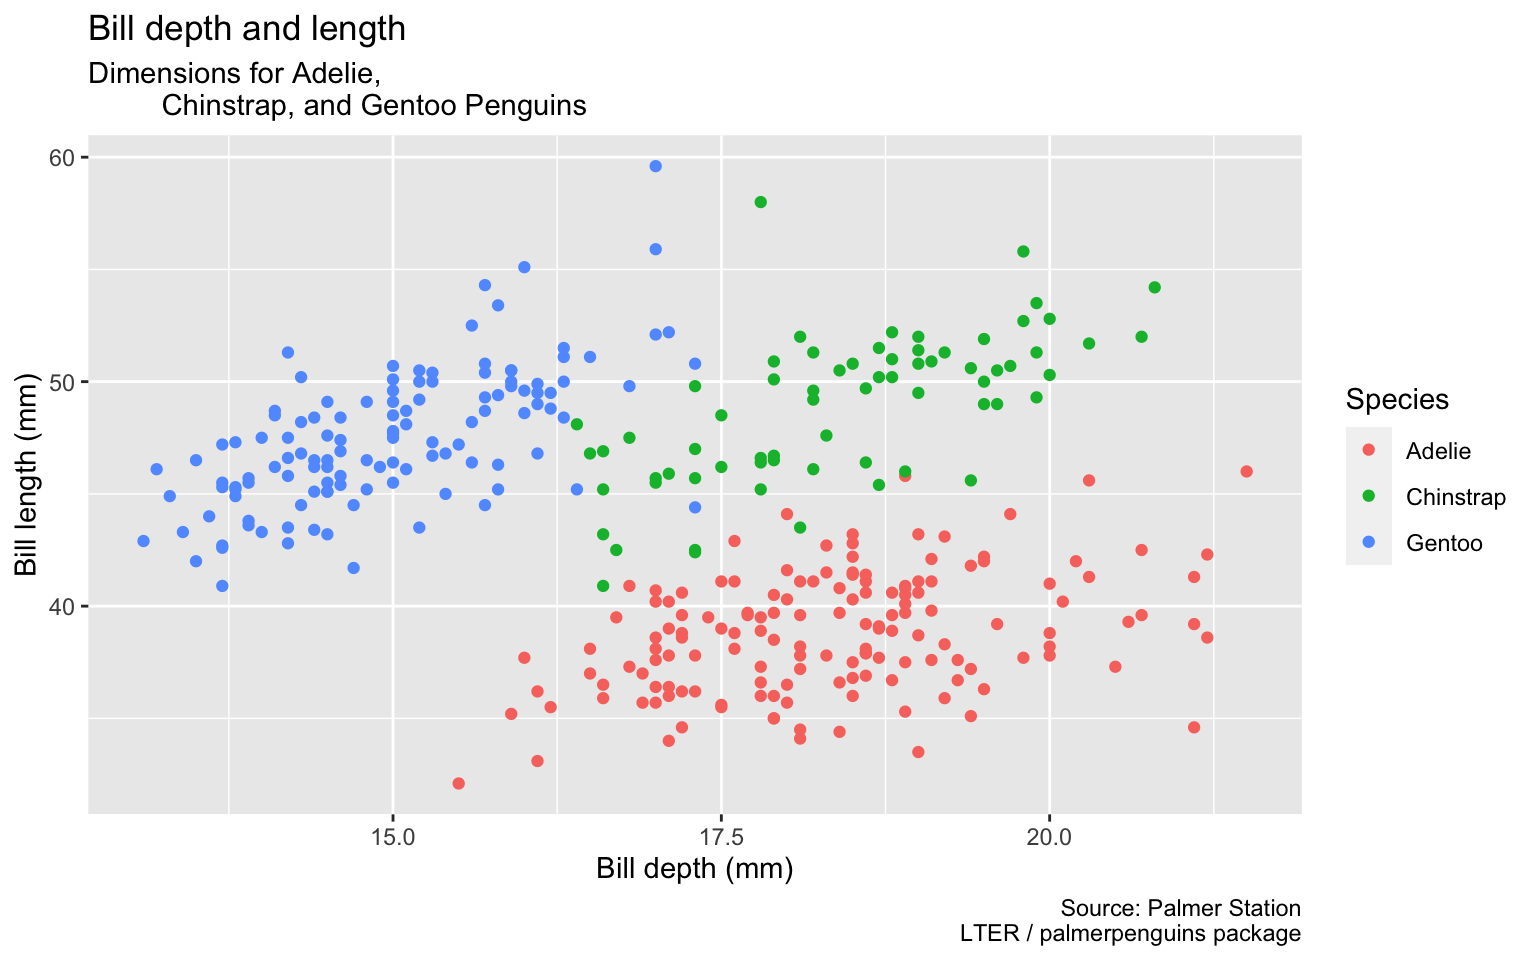 Bill depth and length
Dimensions for Adelie,
Chinstrap, and Gentoo Penguins
60
50
40
Bill length (mm)
15.0
17.5
20.0
Bill depth (mm)
Species
Adelie
Chinstrap
Gentoo
Source: Palmer Station
LTER / palmerpenguins package